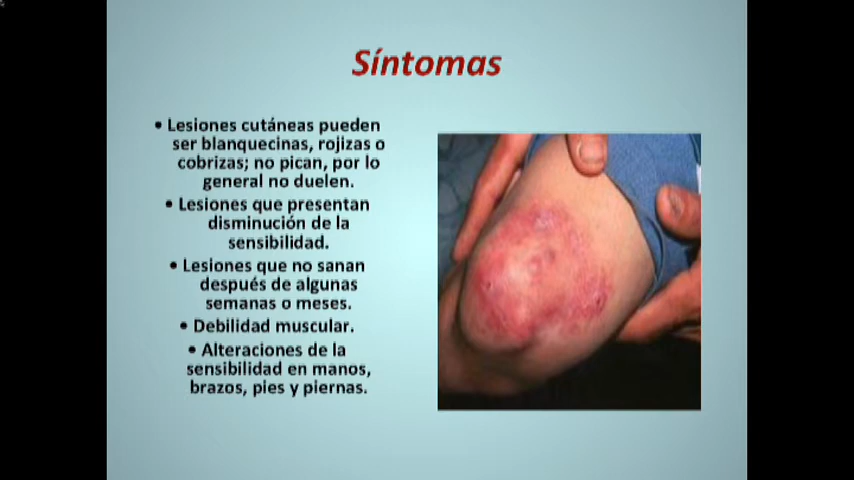 Síntomas
• Lesiones cutáneas pueden
ser blanquecinas, rojizas o
cobrizas; no pican, por lo
general no duelen.
• Lesiones que presentan
disminución de la
sensibilidad.
• Lesiones que no sanan
después de algunas
semanas o meses.
• Debilidad muscular.
• Alteraciones de la
sensibilidad en manos,
brazos, pies y piernas.